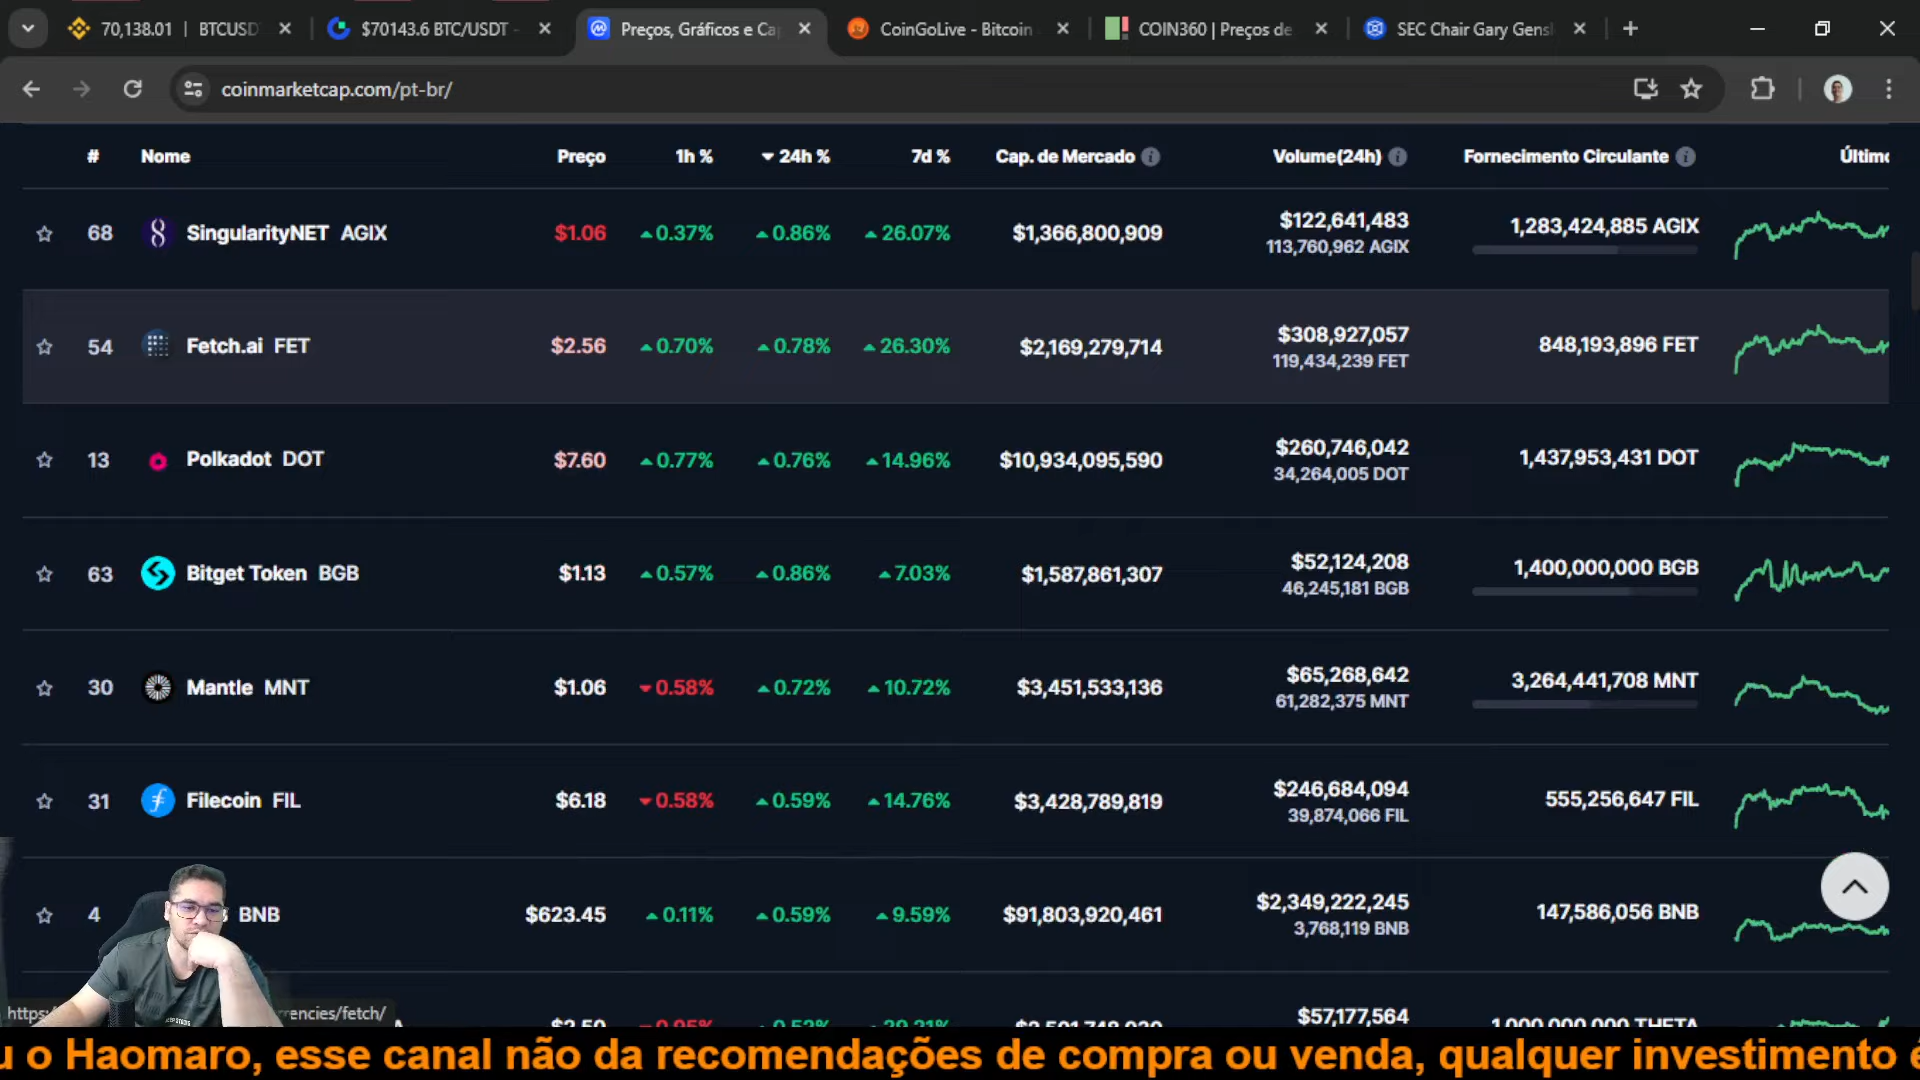 70,138.01 | BTCUSD
$70143.6 BTC/USDT -
Preços, Gráficos e Ca
CoinGoLive - Bitcoin
COIN360 | Preços de
SEC Chair Gary Gens
coinmarketcap.com/pt-br/
# Nome Preço 1h % 24h % 7d % Cap. de Mercado Volume(24h) Fornecimento Circulante Último
68 SingularityNET AGIX $1.06 0.37% 0.86% 26.07% $1,366,800,909 $122,641,483 1,283,424,885 AGIX
113,760,962 AGIX
54 Fetch.ai FET $2.56 0.70% 0.78% 26.30% $2,169,279,714 $308,927,057 848,193,896 FET
119,434,239 FET
13 Polkadot DOT $7.60 0.77% 0.76% 14.96% $10,934,095,590 $260,746,042 1,437,953,431 DOT
34,264,005 DOT
63 Bitget Token BGB $1.13 0.57% 0.86% 7.03% $1,587,861,307 $52,124,208 1,400,000,000 BGB
46,245,181 BGB
30 Mantle MNT $1.06 0.58% 0.72% 10.72% $3,451,533,136 $65,268,642 3,264,441,708 MNT
61,282,375 MNT
31 Filecoin FIL $6.18 0.58% 0.59% 14.76% $3,428,789,819 $246,684,094 555,256,647 FIL
39,874,066 FIL
4 BNB $623.45 0.11% 0.59% 9.59% $91,803,920,461 $2,349,222,245 147,586,056 BNB
3,768,119 BNB
https: rencies/fetch/
$57,177,564
1,000,000,000 THETA
u o Haomaro, esse canal não da recomendações de compra ou venda, qualquer investimento é